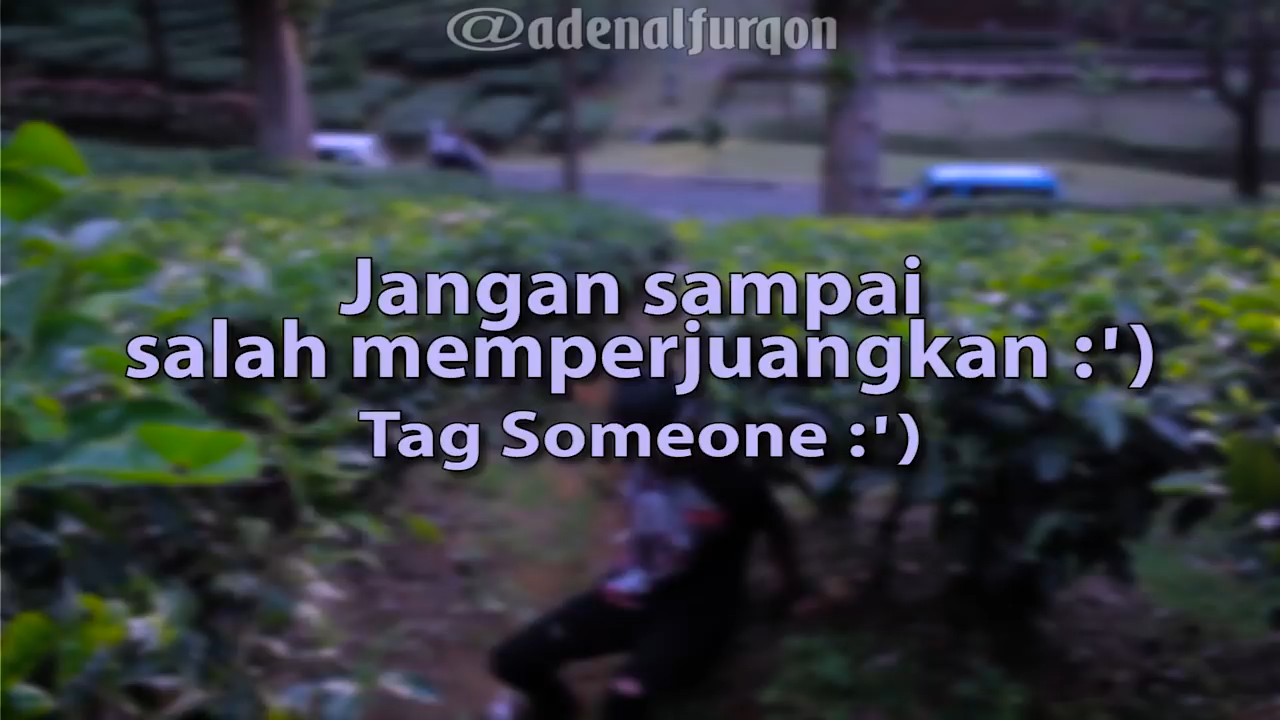 @adenalfurqon
Jangan sampai
salah memperjuangkan :')
Tag Someone :')